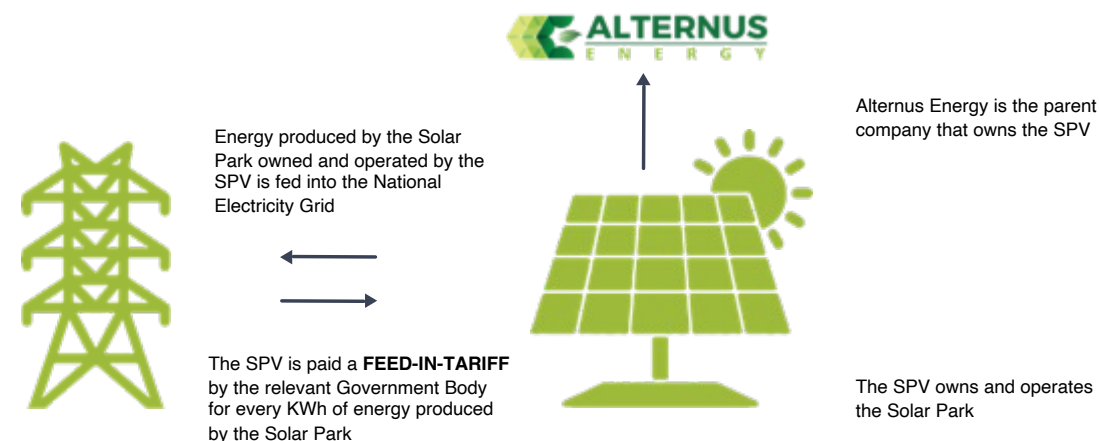 ALTERNUS
ENERGY
Alternus Energy is the parent
company that owns the SPV
Energy produced by the Solar
Park owned and operated by the
SPV is fed into the National
Electricity Grid
The SPV is paid a FEED-IN-TARIFF
by the relevant Government Body
for every KWh of energy produced
by the Solar Park
The SPV owns and operates
the Solar Park